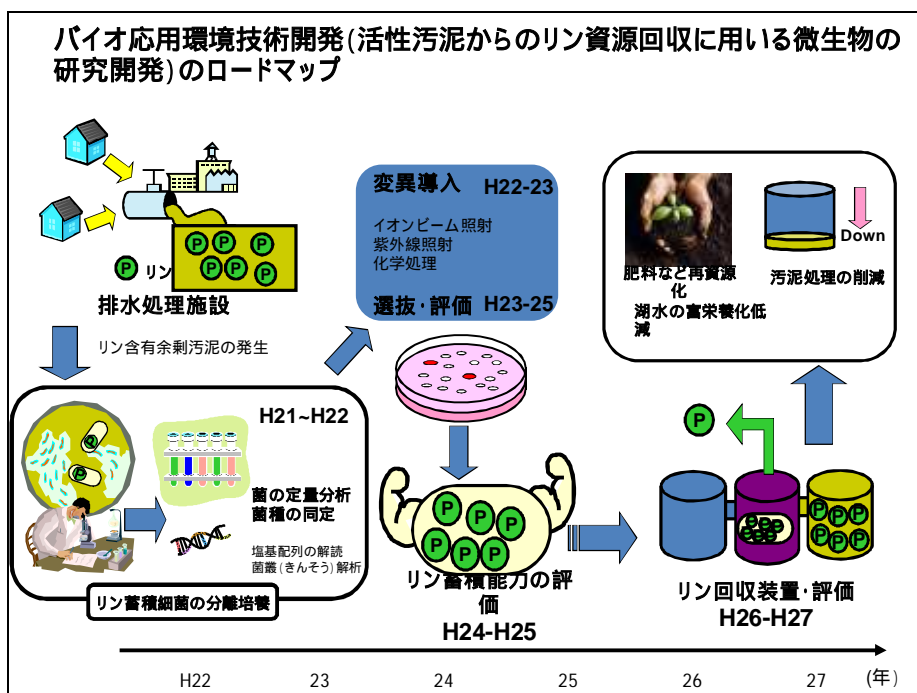 バイオ応用環境技術開発(活性汚泥からのリン資源回収に用いる微生物の
研究開発)のロードマップ
P リン
P P P
P P P
排水処理施設
リン含有余剰汚泥の発生
変異導入 H22-23
イオンビーム照射
紫外線照射
化学処理
選抜・評価 H23-25
Down
肥料など再資源
化
汚泥処理の削減
湖水の富栄養化低
減
H21~H22
P
P
菌の定量分析
菌種の同定
塩基配列の解読
菌叢(きんそう)解析
リン蓄積細菌の分離培養
P P P
P P P P
リン蓄積能力の評
価
H24-H25
P
P P P
P P P
P P P
P P P
リン回収装置・評価
H26-H27
H22 23 24 25 26 27 (年)